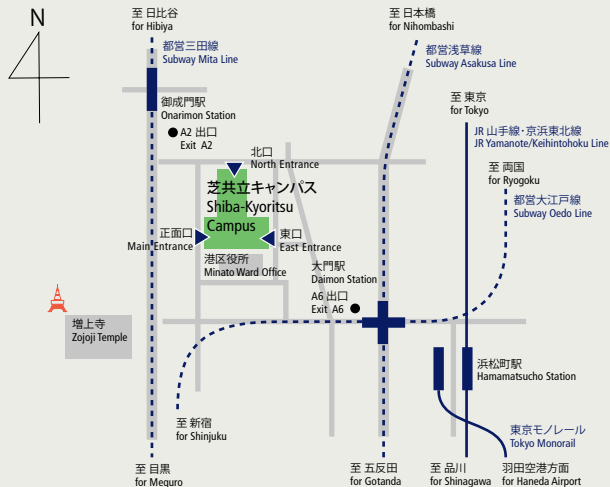 N
至 日比谷
for Hibiya
都営三田線
Subway Mita Line
至 日本橋
for Nihombashi
都営浅草線
Subway Asakusa Line
至 東京
for Tokyo
JR 山手線・京浜東北線
JR Yamanote/Keihintohoku Line
御成門駅
Onarimon Station
A2 出口
Exit A2
北口
North Entrance
至 両国
for Ryogoku
都営大江戸線
Subway Oedo Line
芝共立キャンパス
Shiba-Kyoritsu
Campus
正面口
Main Entrance
東口
East Entrance
港区役所
Minato Ward Office
大門駅
Daimon Station
A6 出口
Exit A6
増上寺
Zojoji Temple
浜松町駅
Hamamatsucho Station
至 新宿
for Shinjuku
東京モノレール
Tokyo Monorail
至 目黒
for Meguro
至 五反田
for Gotanda
至 品川
for Shinagawa
羽田空港方面
for Haneda Airport